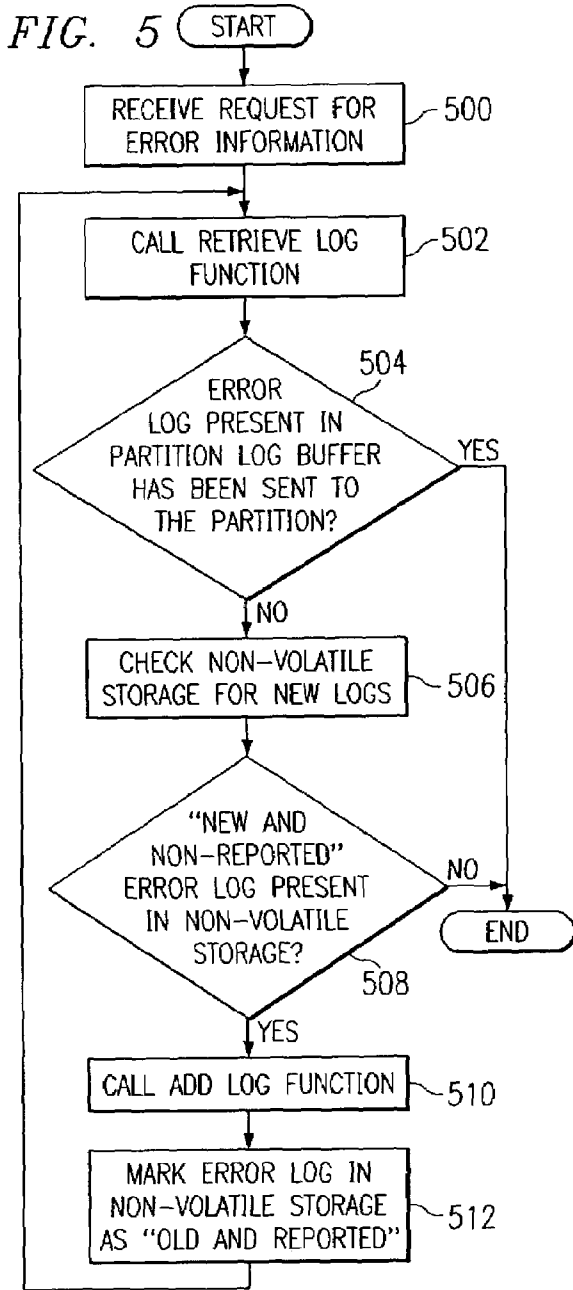 FIG. 5
START
RECEIVE REQUEST FOR
ERROR INFORMATION
500
CALL RETRIEVE LOG
FUNCTION
502
504
ERROR
LOG PRESENT IN
PARTITION LOG BUFFER
HAS BEEN SENT TO
THE PARTITION?
YES
NO
CHECK NON-VOLATILE
STORAGE FOR NEW LOGS
506
"NEW AND
NON-REPORTED"
ERROR LOG PRESENT
IN NON-VOLATILE
STORAGE?
NO
END
508
YES
CALL ADD LOG FUNCTION
510
MARK ERROR LOG IN
NON-VOLATILE STORAGE
AS "OLD AND REPORTED"
512